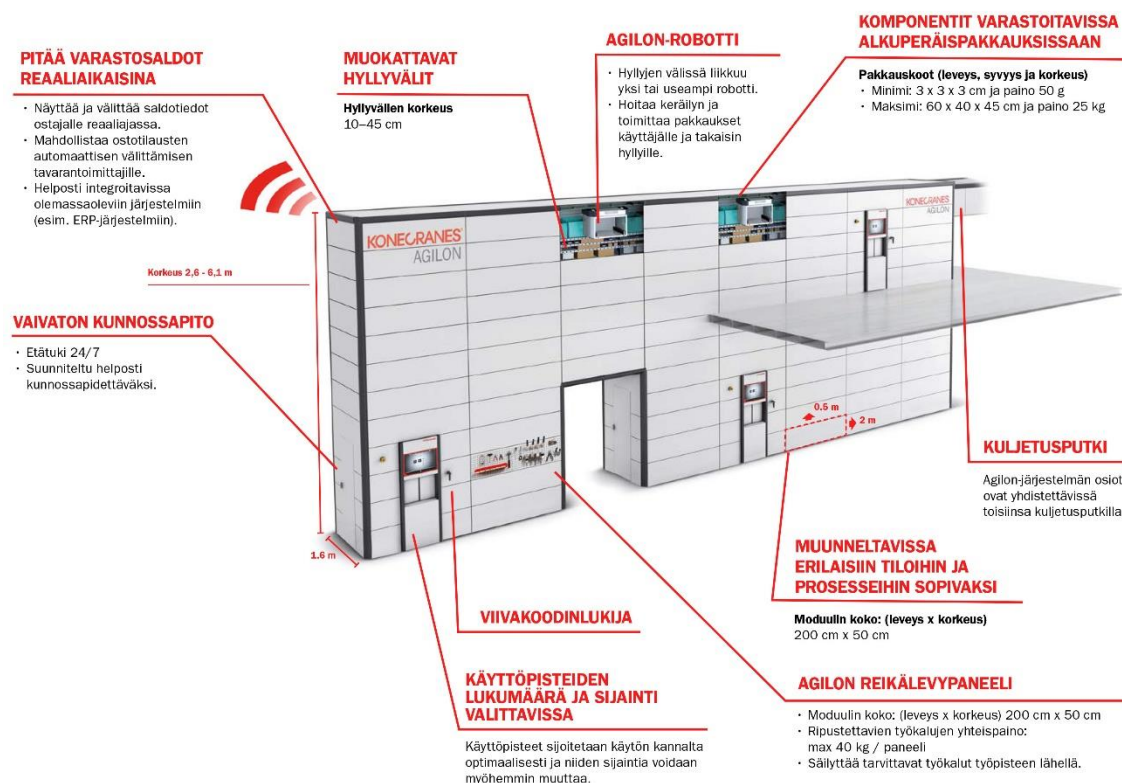 PITÄÄ VARASTOSALDOT
REAALIAIKAISINA
· Näyttää ja välittää saldotiedot
ostajalle reaaliajassa.
· Mahdollistaa ostotilausten
automaattisen välittämisen
tavarantoimittajille.
· Helposti integroitavissa
olemassaoleviin järjestelmiin
(esim. ERP-järjestelmiin).
MUOKATTAVAT
HYLLYVÄLIT
Hyllyvälien korkeus
10–45 cm
AGILON-ROBOTTI
· Hyllyjen välissä liikkuu
yksi tai useampi robotti.
· Hoitaa keräilyn ja
toimittaa pakkaukset
käyttäjälle ja takaisin
hyllyille.
KOMPONENTIT VARASTOITAVISSA
ALKUPERÄISPAKKAUKSISSAAN
Pakkauskoot (leveys, syvyys ja korkeus)
· Minimi: 3 x 3 x 3 cm ja paino 50 g
· Maksimi: 60 x 40 x 45 cm ja paino 25 kg
KONECRANES
AGILON
KONECRANES
AGILON
Korkeus 2,6 - 6,1 m
VAIVATON KUNNOSSAPITO
· Etätuki 24/7
· Suunniteltu helposti
kunnossapidettäväksi.
0.5 m
2 m
1.6 m
KULJETUSPUTKI
Agilon-järjestelmän osiot
ovat yhdistettävissä
toisiinsa kuljetusputkilla
MUUNNELTAVISSA
ERILAISIIN TILOIHIN JA
PROSESSEIHIN SOPIVAKSI
Moduulin koko: (leveys x korkeus)
200 cm x 50 cm
VIIVAKOODINLUKIJA
KÄYTTÖPISTEIDEN
LUKUMÄÄRÄ JA SIJAINTI
VALITTAVISSA
Käyttöpisteet sijoitetaan käytön kannalta
optimaalisesti ja niiden sijaintia voidaan
myöhemmin muuttaa.
AGILON REIKÄLEVYPANEELI
· Moduulin koko: (leveys x korkeus) 200 cm x 50 cm
· Ripustettavien työkalujen yhteispaino:
max 40 kg / paneeli
· Säilyttää tarvittavat työkalut työpisteen lähellä.